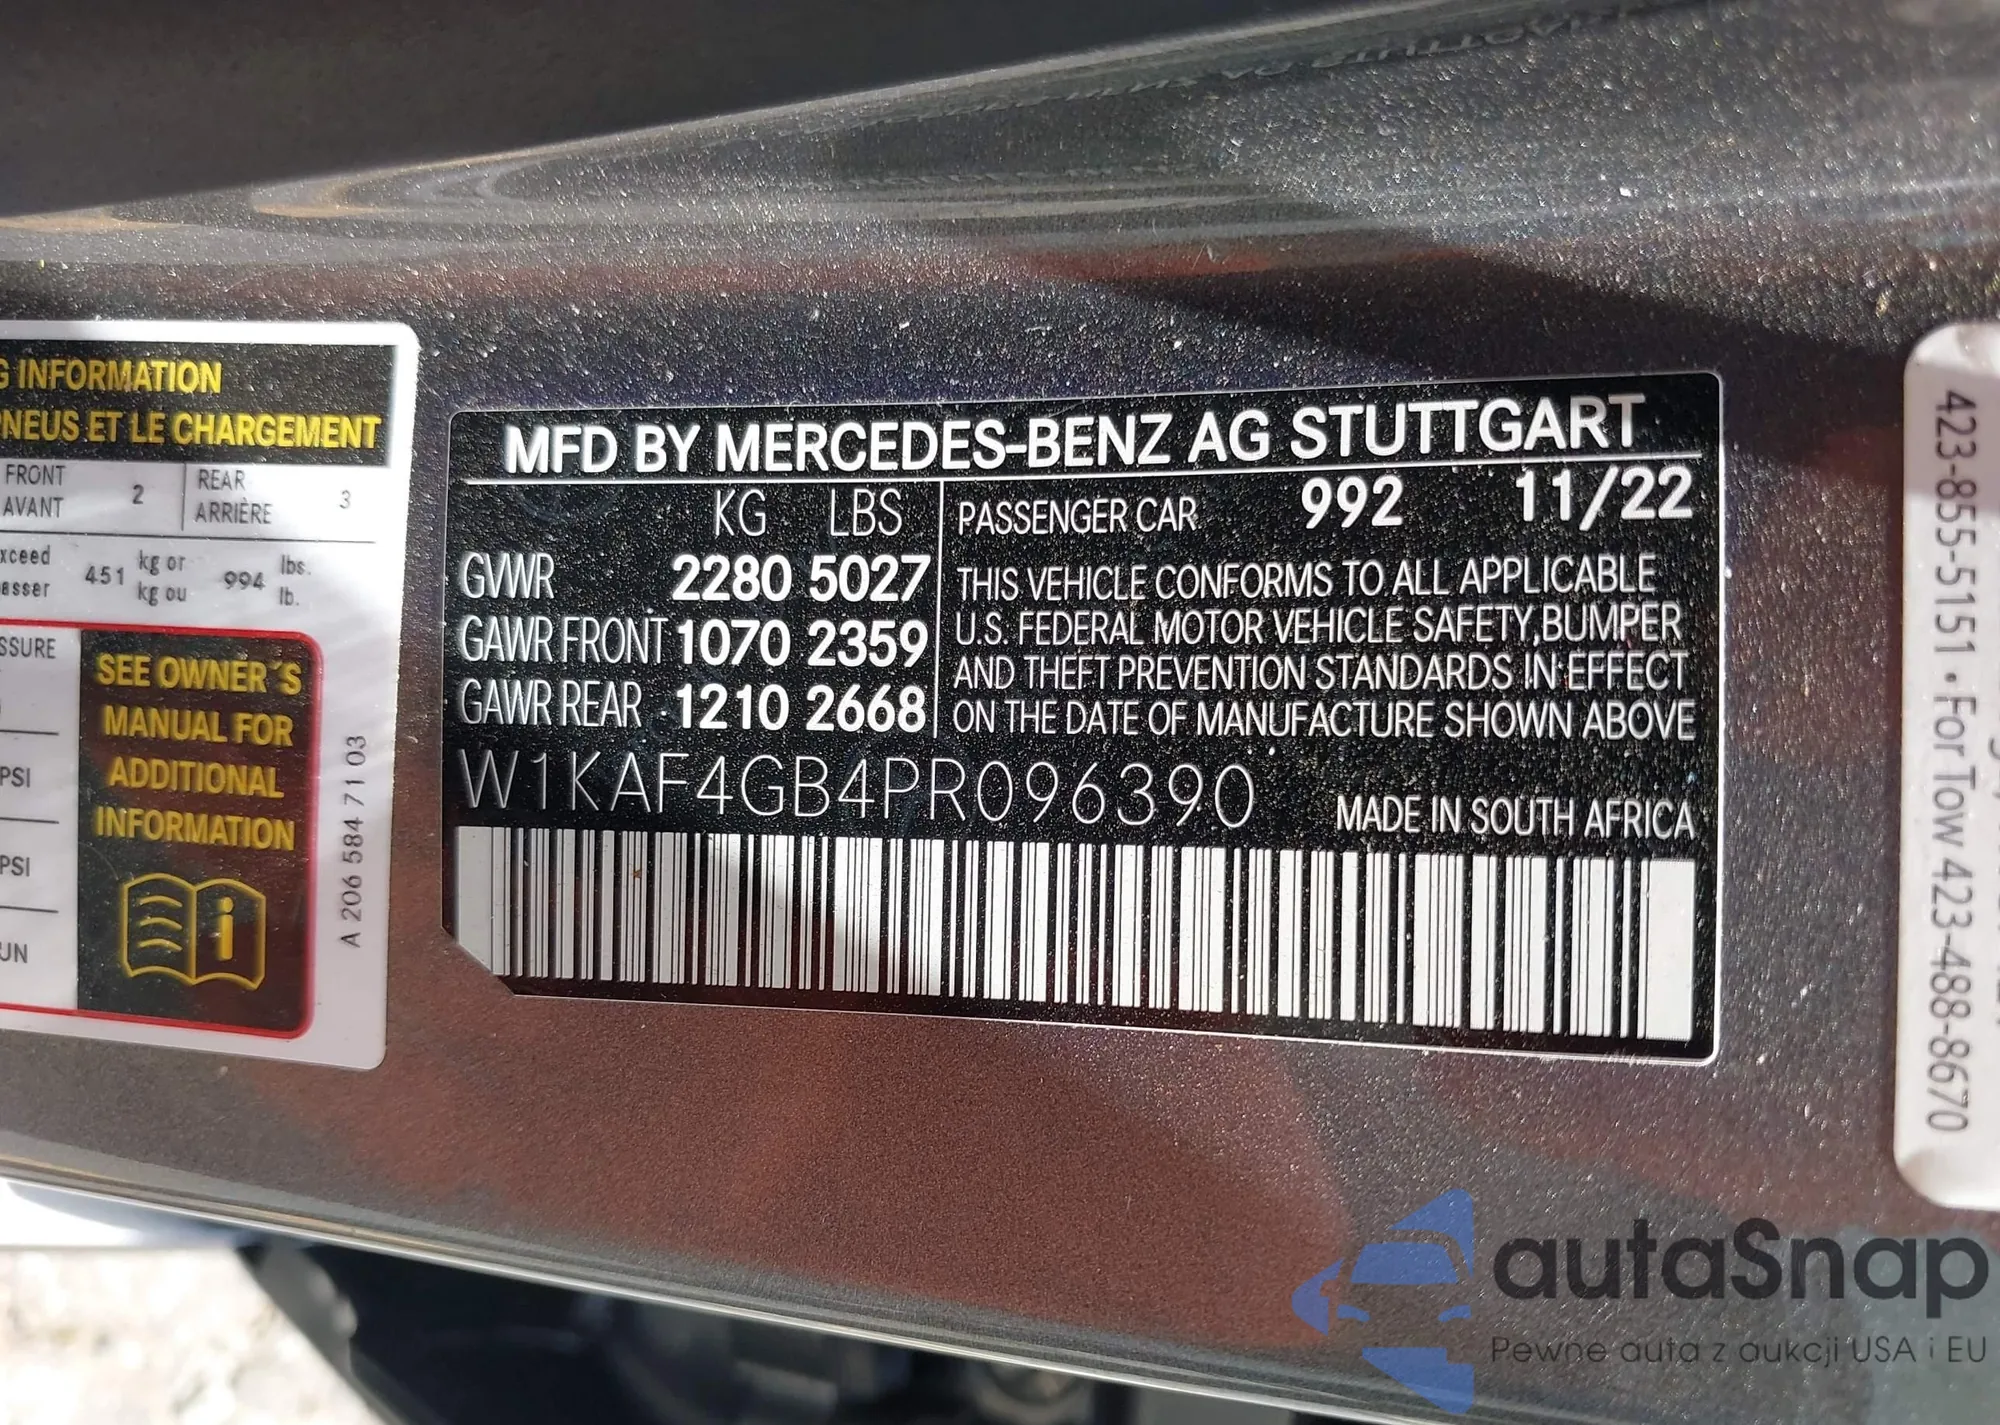 G INFORMATION
PNEUS ET LE CHARGEMENT
FRONT
AVANT
2
REAR
ARRIÈRE
3
451
kg or
kg ou
994
lbs.
lb.
PSI
PSI
SEE OWNER´S
MANUAL FOR
ADDITIONAL
INFORMATION
i
A 206 584 71 03
MFD BY MERCEDES-BENZ AG STUTTGART
KG LBS
GVWR 2280 5027
GAWR FRONT 1070 2359
GAWR REAR 1210 2668
PASSENGER CAR 992 11/22
THIS VEHICLE CONFORMS TO ALL APPLICABLE
U.S. FEDERAL MOTOR VEHICLE SAFETY,BUMPER
AND THEFT PREVENTION STANDARDS IN EFFECT
ON THE DATE OF MANUFACTURE SHOWN ABOVE
W1KAF4GB4PR096390
MADE IN SOUTH AFRICA
423-855-5151 • For Tow 423-488-8670
autaSnap
Pewne auta z aukcji USA i EU